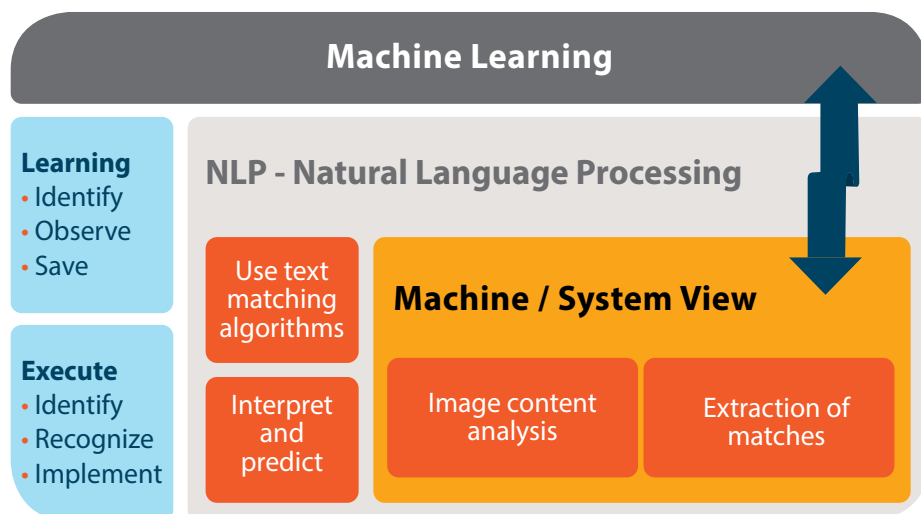 Machine Learning
Learning
• Identify
• Observe
• Save
Execute
• Identify
• Recognize
• Implement
NLP - Natural Language Processing
Use text
matching
algorithms
Interpret
and
predict
Machine / System View
Image content
analysis
Extraction of
matches